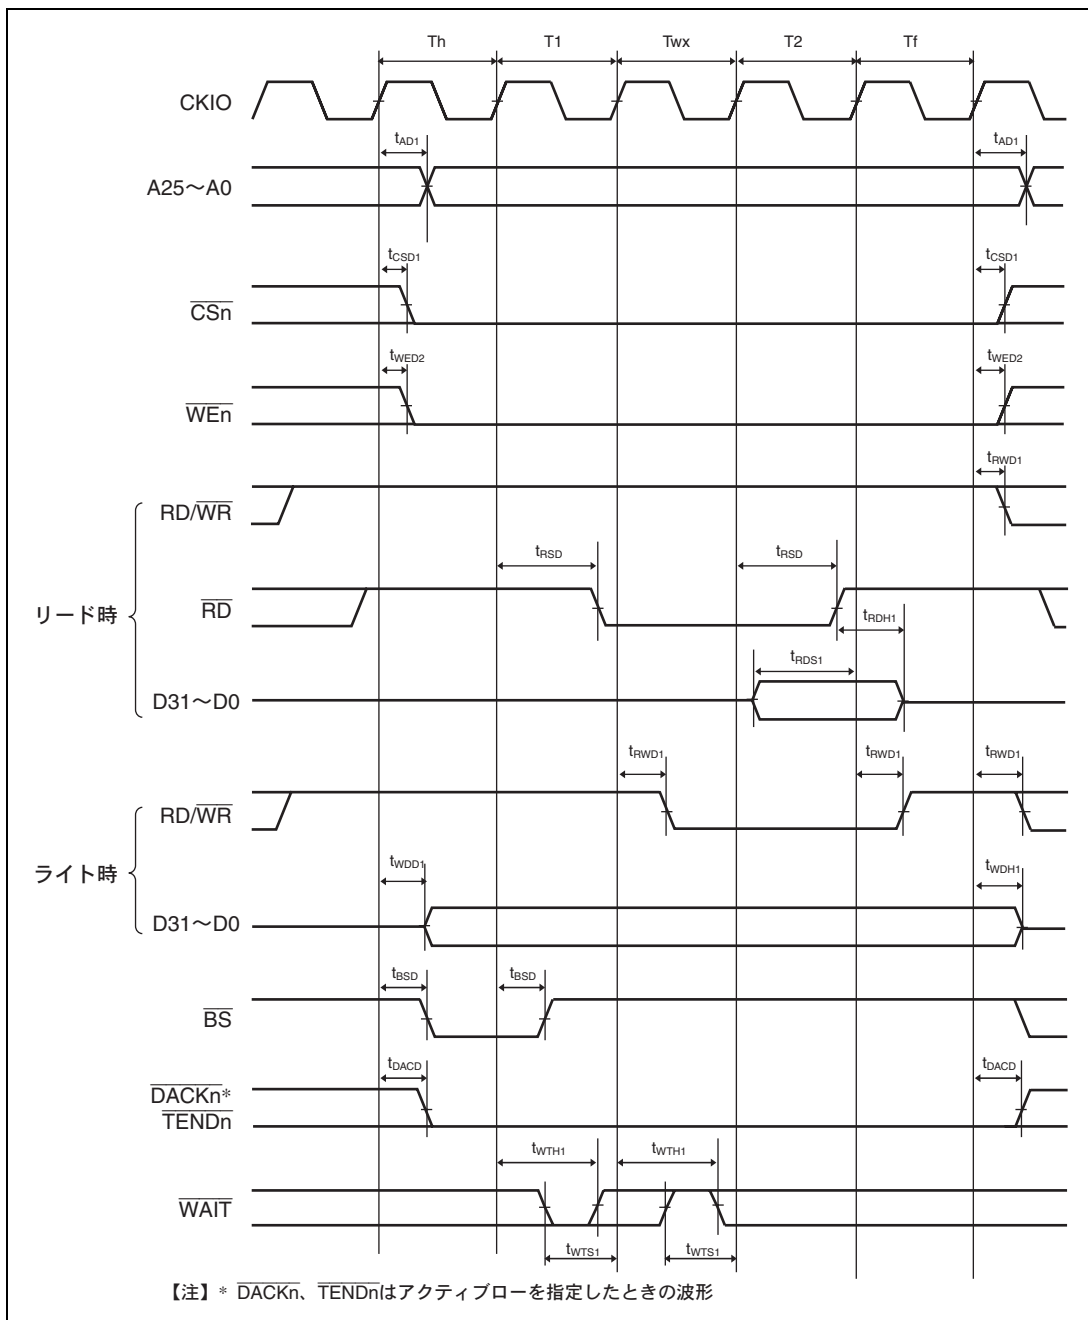 Th T1 Twx T2 Tf
CKIO
tAD1 tAD1
A25～A0
tCSD1 tCSD1
CSn
tWED2 tWED2
WEn
tRWD1
RD/WR
tRSD tRSD
リード時
RD
tRDH1
tRDS1
D31～D0
tRWD1 tRWD1 tRWD1
RD/WR
ライト時
tWDD1 tWDH1
D31～D0
tBSD tBSD
BS
tDACD tDACD
DACKn*
TENDn
tWTH1 tWTH1
WAIT
tWTS1 tWTS1
【注】* DACKn、TENDnはアクティブローを指定したときの波形